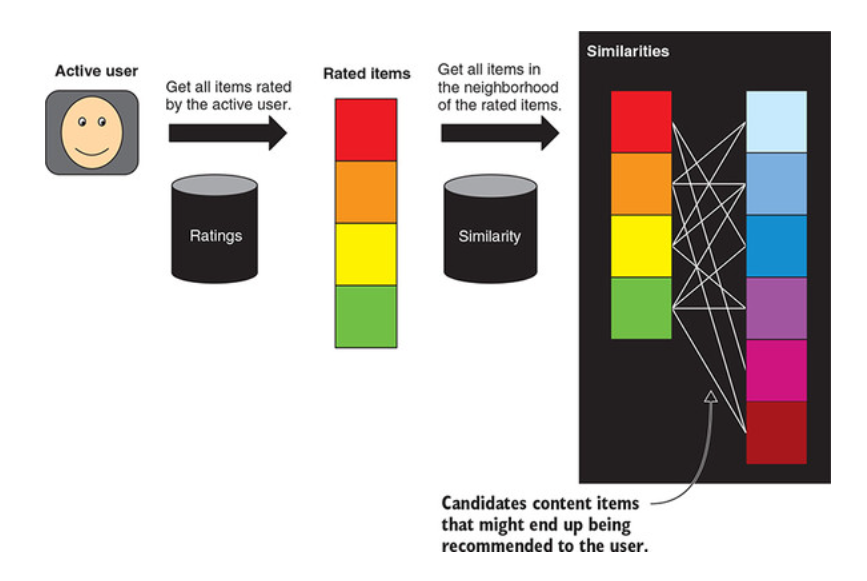 Active user
Get all items rated
by the active user.
Ratings
Rated items
Get all items in
the neighborhood
of the rated items.
Similarity
Similarities
Candidates content items
that might end up being
recommended to the user.